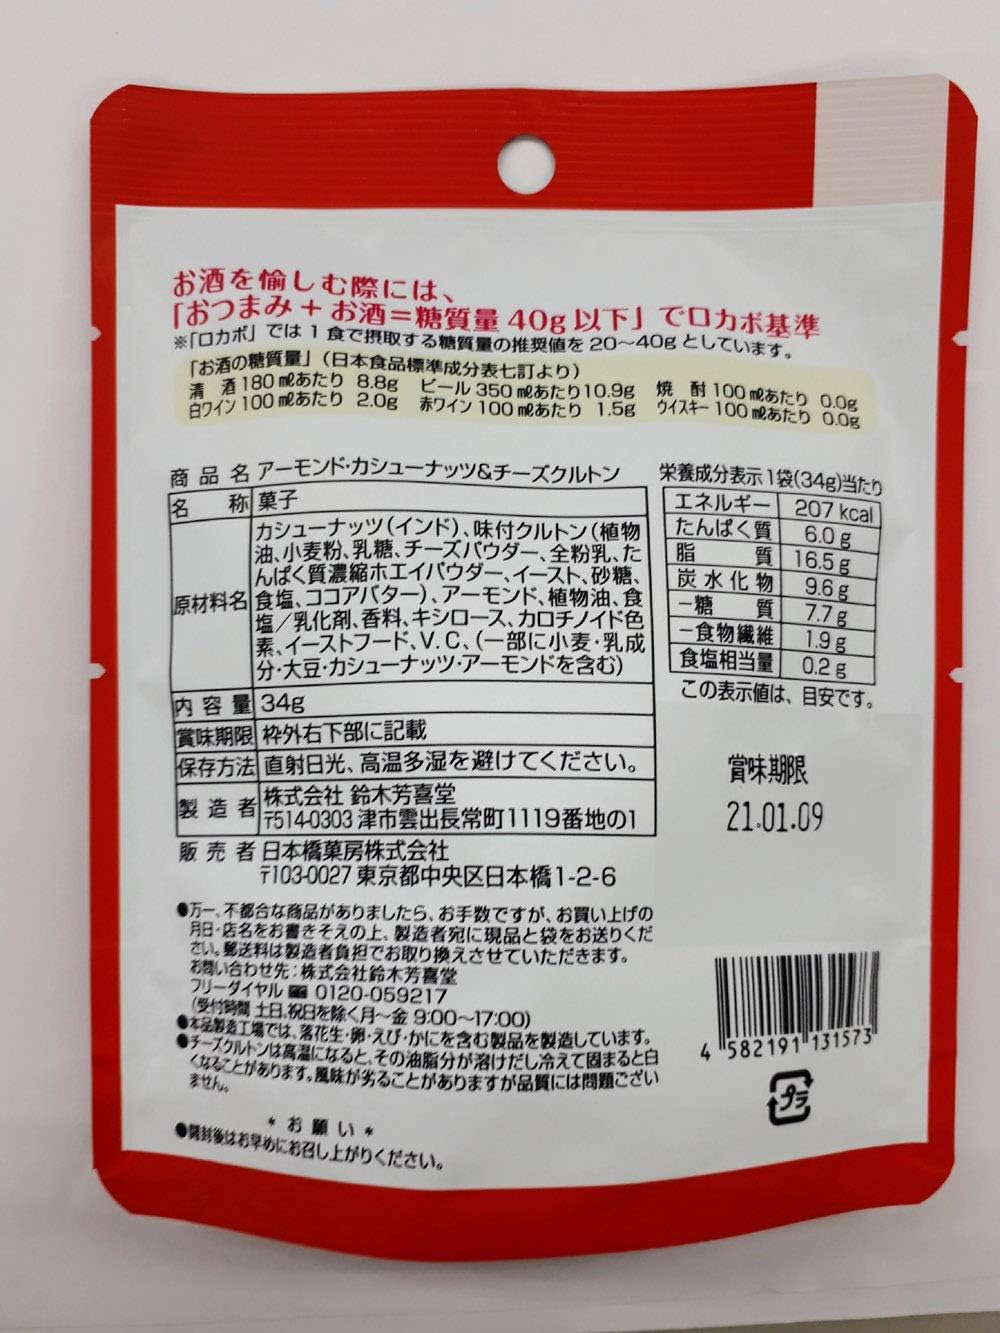 お酒を愉しむ際には、
「おつまみ + お酒=糖質量 40g 以下」でロカボ基準
※「ロカボ」では 1 食で摂取する糖質量の推奨値を 20〜40g としています。
「お酒の糖質量」(日本食品標準成分表七訂より)
清 酒 180 ㎖あたり 8.8g ビール 350 ㎖あたり10.9g 焼 酎 100 ㎖あたり 0.0g
白ワイン 100 ㎖あたり 2.0g 赤ワイン 100 ㎖あたり 1.5g ウイスキー 100 ㎖あたり 0.0g
商品名 アーモンド・カシューナッツ&チーズクルトン
名 称 菓子
原材料名
カシューナッツ(インド)、味付クルトン(植物
油、小麦粉、乳糖、チーズパウダー、全粉乳、た
んぱく質濃縮ホエイパウダー、イースト、砂糖、
食塩、ココアバター)、アーモンド、植物油、食
塩/乳化剤、香料、キシロース、カロチノイド色
素、イーストフード、V.C.、(一部に小麦・乳成
分・大豆・カシューナッツ・アーモンドを含む)
内容量 34g
賞味期限 枠外右下部に記載
保存方法 直射日光、高温多湿を避けてください。
製造者 株式会社 鈴木芳喜堂
〒514-0303 津市雲出長常町1119番地の1
販売者 日本橋菓房株式会社
〒103-0027 東京都中央区日本橋1-2-6
栄養成分表示1袋(34g)当たり
エネルギー 207 kcal
たんぱく質 6.0 g
脂 質 16.5 g
炭水化物 9.6 g
−糖 質 7.7 g
−食物繊維 1.9 g
食塩相当量 0.2 g
この表示値は、目安です。
賞味期限
21.01.09
●万一、不都合な商品がありましたら、お手数ですが、お買い上げの
月日・店名をお書きそえの上、製造者宛に現品と袋をお送りくだ
さい。郵送料は製造者負担でお取り換えさせていただきます。
お問い合わせ先:株式会社鈴木芳喜堂
フリーダイヤル 0120-059217
(受付時間 土日、祝日を除く月〜金 9:00〜17:00)
●本品製造工場では、落花生・卵・えび・かにを含む製品を製造しています。
●チーズクルトンは高温になると、その油脂分が溶けだし冷えて固まると白
くなることがあります。風味が劣ることがありますが品質には問題ござい
ません。
* お 願 い *
●開封後はお早めにお召し上がりください。
4 582191 131573
プラ